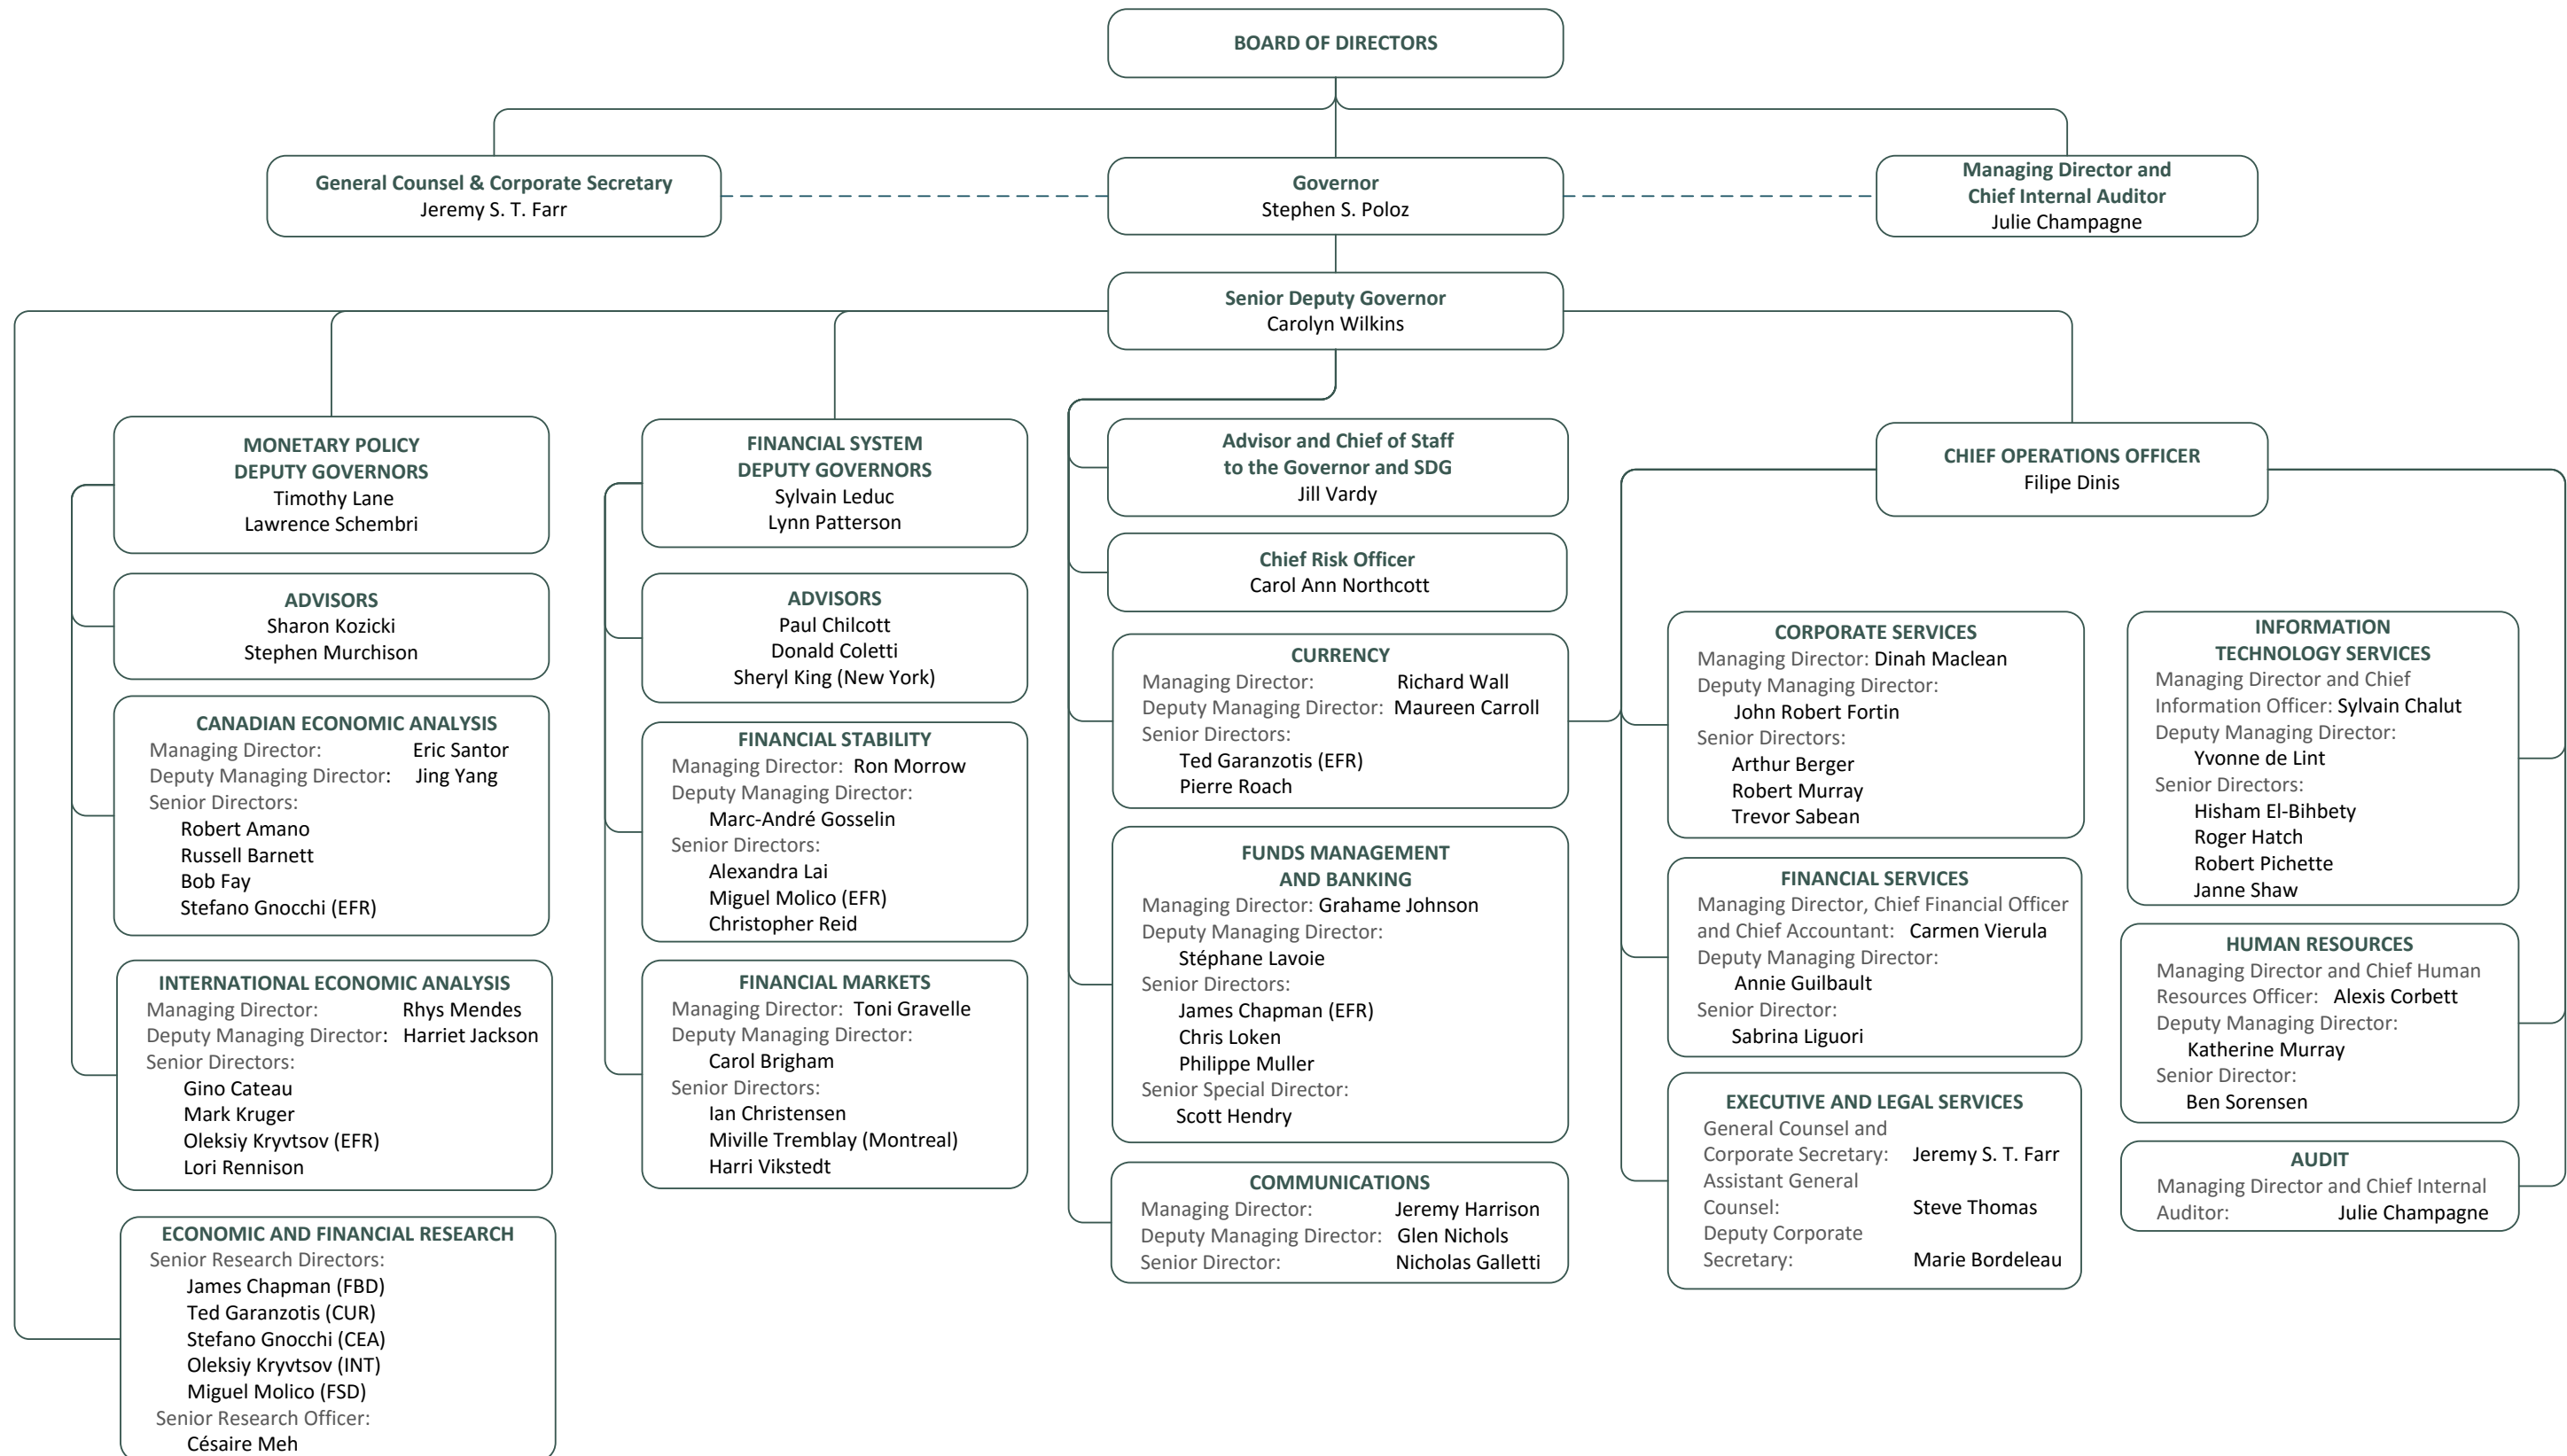 BOARD OF DIRECTORS
General Counsel & Corporate Secretary
Jeremy S. T. Farr
Governor
Stephen S. Poloz
Managing Director and
Chief Internal Auditor
Julie Champagne
Senior Deputy Governor
Carolyn Wilkins
MONETARY POLICY
DEPUTY GOVERNORS
Timothy Lane
Lawrence Schembri
ADVISORS
Sharon Kozicki
Stephen Murchison
CANADIAN ECONOMIC ANALYSIS
Managing Director: Eric Santor
Deputy Managing Director: Jing Yang
Senior Directors:
Robert Amano
Russell Barnett
Bob Fay
Stefano Gnocchi (EFR)
INTERNATIONAL ECONOMIC ANALYSIS
Managing Director: Rhys Mendes
Deputy Managing Director: Harriet Jackson
Senior Directors:
Gino Cateau
Mark Kruger
Oleksiy Kryvtsov (EFR)
Lori Rennison
ECONOMIC AND FINANCIAL RESEARCH
Senior Research Directors:
James Chapman (FBD)
Ted Garanzotis (CUR)
Stefano Gnocchi (CEA)
Oleksiy Kryvtsov (INT)
Miguel Molico (FSD)
Senior Research Officer:
Césaire Meh
FINANCIAL SYSTEM
DEPUTY GOVERNORS
Sylvain Leduc
Lynn Patterson
ADVISORS
Paul Chilcott
Donald Coletti
Sheryl King (New York)
FINANCIAL STABILITY
Managing Director: Ron Morrow
Deputy Managing Director:
Marc-André Gosselin
Senior Directors:
Alexandra Lai
Miguel Molico (EFR)
Christopher Reid
FINANCIAL MARKETS
Managing Director: Toni Gravelle
Deputy Managing Director:
Carol Brigham
Senior Directors:
Ian Christensen
Miville Tremblay (Montreal)
Harri Vikstedt
Advisor and Chief of Staff
to the Governor and SDG
Jill Vardy
Chief Risk Officer
Carol Ann Northcott
CURRENCY
Managing Director: Richard Wall
Deputy Managing Director: Maureen Carroll
Senior Directors:
Ted Garanzotis (EFR)
Pierre Roach
FUNDS MANAGEMENT
AND BANKING
Managing Director: Grahame Johnson
Deputy Managing Director:
Stéphane Lavoie
Senior Directors:
James Chapman (EFR)
Chris Loken
Philippe Muller
Senior Special Director:
Scott Hendry
COMMUNICATIONS
Managing Director: Jeremy Harrison
Deputy Managing Director: Glen Nichols
Senior Director: Nicholas Galletti
CHIEF OPERATIONS OFFICER
Filipe Dinis
CORPORATE SERVICES
Managing Director: Dinah Maclean
Deputy Managing Director:
John Robert Fortin
Senior Directors:
Arthur Berger
Robert Murray
Trevor Sabean
FINANCIAL SERVICES
Managing Director, Chief Financial Officer
and Chief Accountant: Carmen Vierula
Deputy Managing Director:
Annie Guilbault
Senior Director:
Sabrina Liguori
EXECUTIVE AND LEGAL SERVICES
General Counsel and
Corporate Secretary: Jeremy S. T. Farr
Assistant General
Counsel: Steve Thomas
Deputy Corporate
Secretary: Marie Bordeleau
INFORMATION
TECHNOLOGY SERVICES
Managing Director and Chief
Information Officer: Sylvain Chalut
Deputy Managing Director:
Yvonne de Lint
Senior Directors:
Hisham El-Bihbety
Roger Hatch
Robert Pichette
Janne Shaw
HUMAN RESOURCES
Managing Director and Chief Human
Resources Officer: Alexis Corbett
Deputy Managing Director:
Katherine Murray
Senior Director:
Ben Sorensen
AUDIT
Managing Director and Chief Internal
Auditor: Julie Champagne